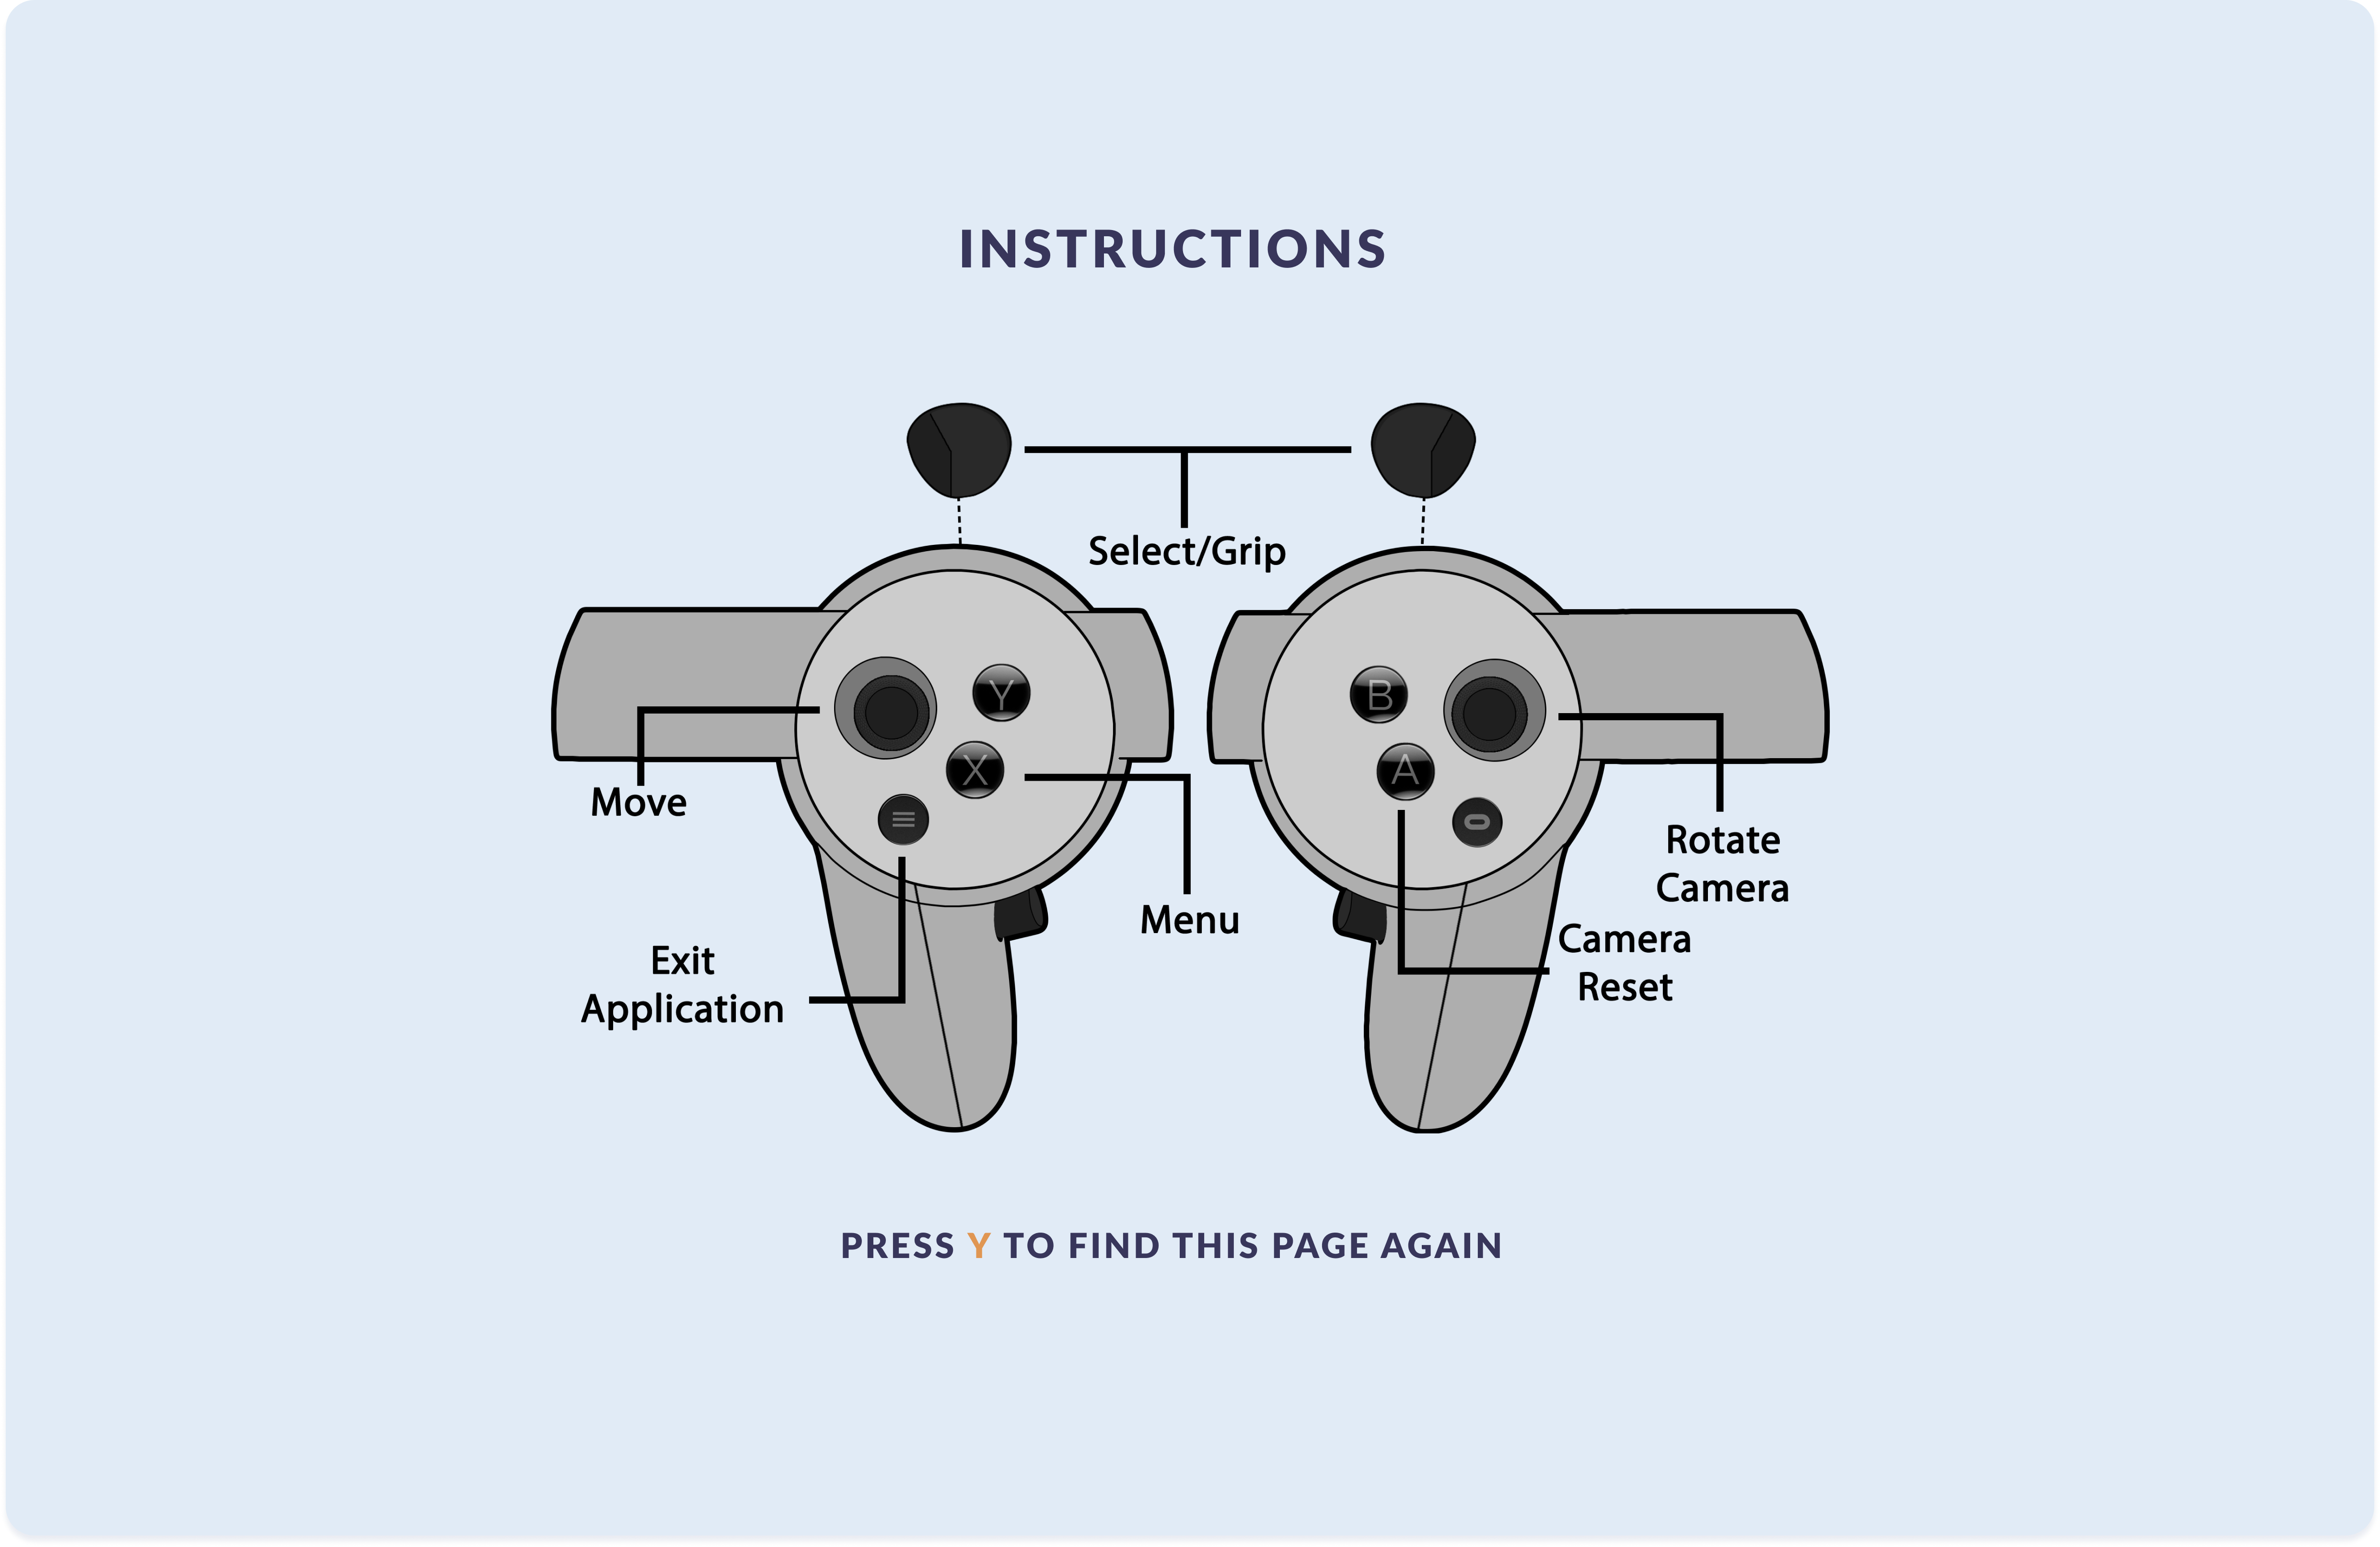 INSTRUCTIONS
Select/Grip
Y
B
X
A
Move
Rotate
Camera
Menu
Camera
Reset
Exit
Application
PRESS Y TO FIND THIS PAGE AGAIN